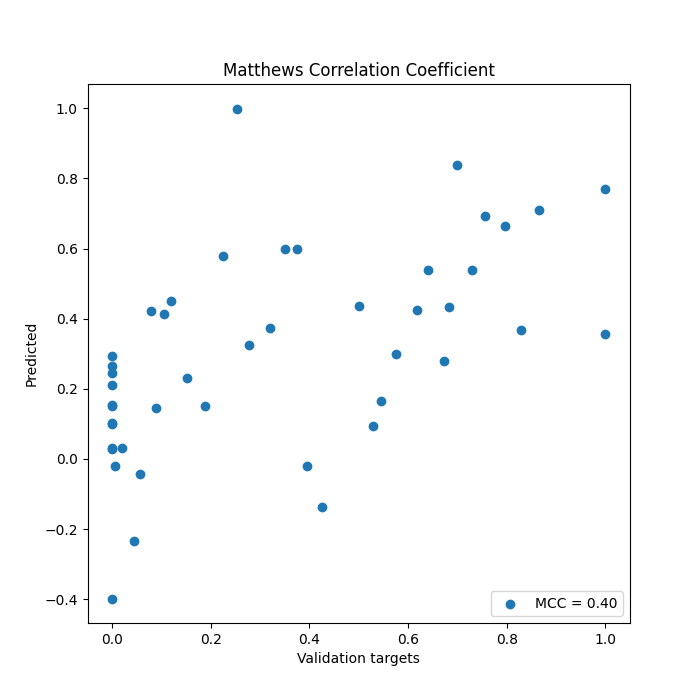 Matthews Correlation Coefficient
1.0
0.8
0.6
0.4
0.2
0.0
−0.2
−0.4
Predicted
MCC = 0.40
0.0 0.2 0.4 0.6 0.8 1.0
Validation targets